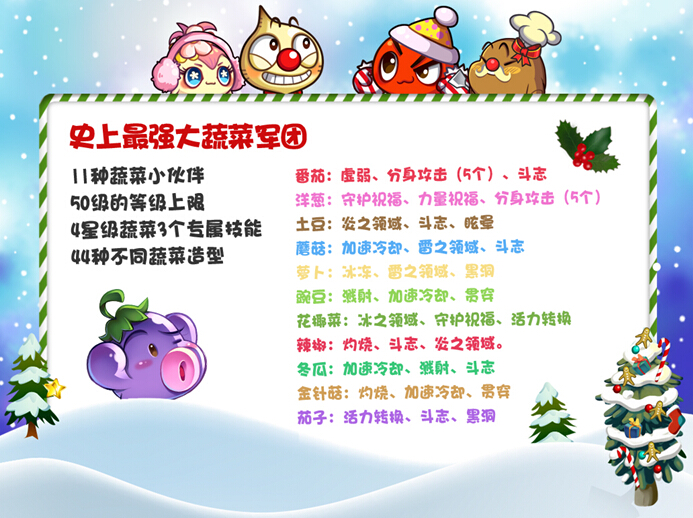 史上最强大蔬菜军团
11种蔬菜小伙伴
50级的等级上限
4星级蔬菜3个专属技能
44种不同蔬菜造型
番茄：虚弱、分身攻击（5个）、斗志
洋葱：守护祝福、力量祝福、分身攻击（5个）
土豆：炎之领域、斗志、眩晕
蘑菇：加速冷却、雷之领域、斗志
萝卜：冰冻、雷之领域、黑洞
豌豆：溅射、加速冷却、贯穿
花椰菜：冰之领域、守护祝福、活力转换
辣椒：灼烧、斗志、炎之领域。
冬瓜：加速冷却、溅射、斗志
金针菇：灼烧、加速冷却、贯穿
茄子：活力转换、斗志、黑洞